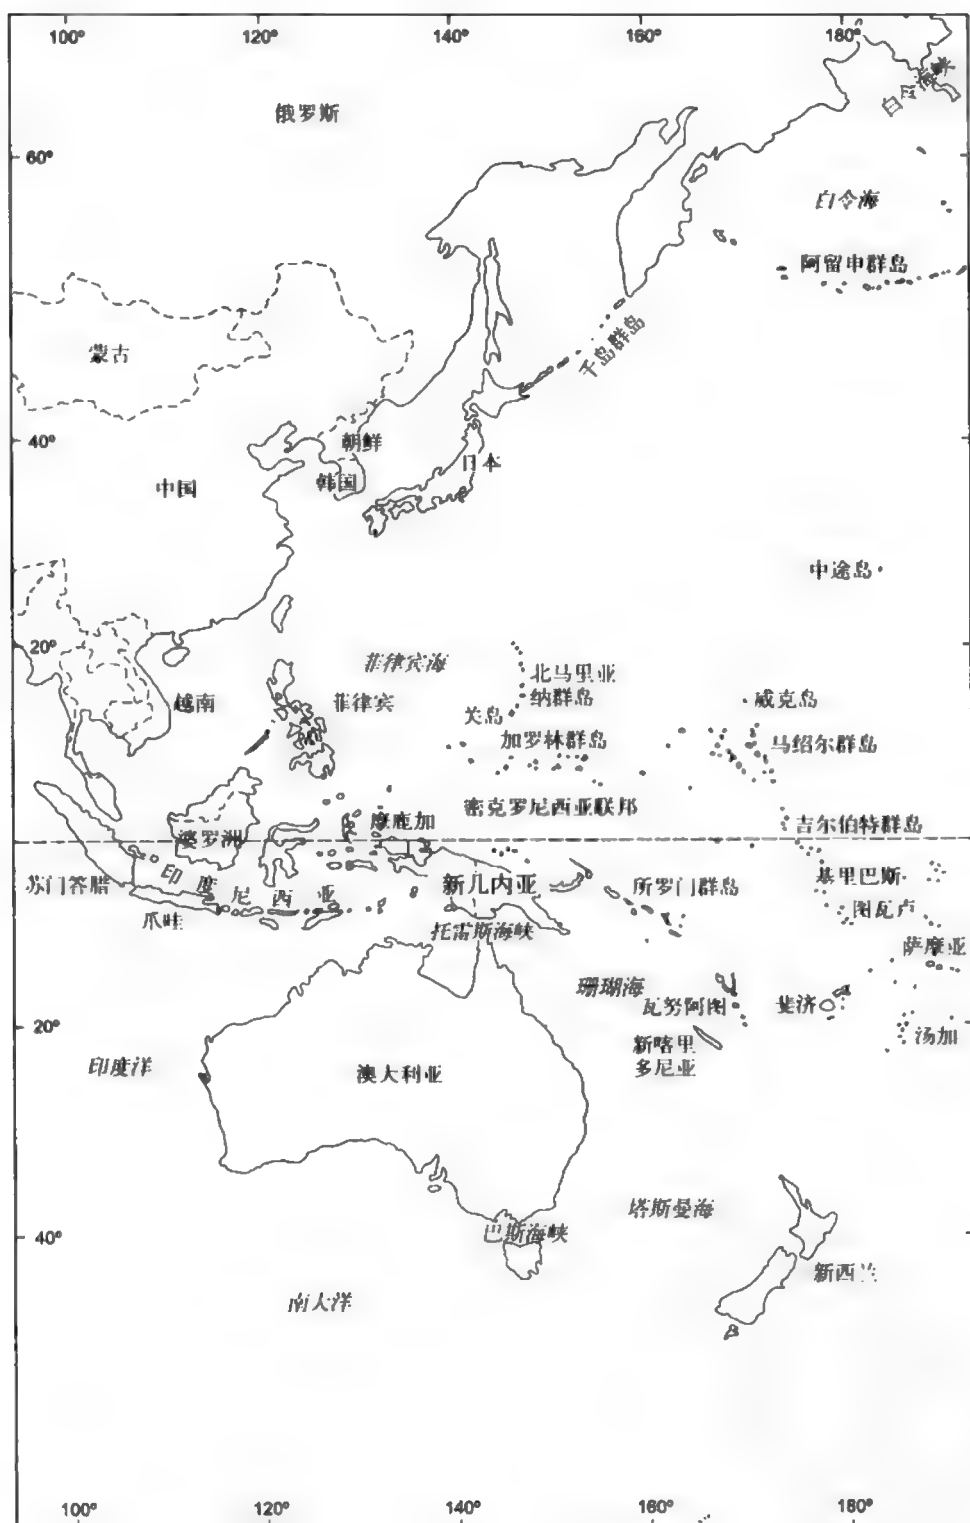 100° 120° 140° 160° 180°
白令海峡
俄罗斯
60°
白令海
阿留申群岛
千岛群岛
蒙古
40°
朝鲜
日本
韩国
中国
中途岛
20°
菲律宾海
北马里亚
纳群岛
越南
菲律宾
威克岛
关岛
加罗林群岛
马绍尔群岛
密克罗尼西亚联邦
摩鹿加
吉尔伯特群岛
婆罗洲
苏门答腊
印度尼西亚
新几内亚
所罗门群岛
基里巴斯
图瓦卢
爪哇
托雷斯海峡
萨摩亚
珊瑚海
瓦努阿图
斐济
20°
新喀里
多尼亚
汤加
印度洋
澳大利亚
塔斯曼海
40°
巴斯海峡
新西兰
南大洋
100° 120° 140° 160° 180°